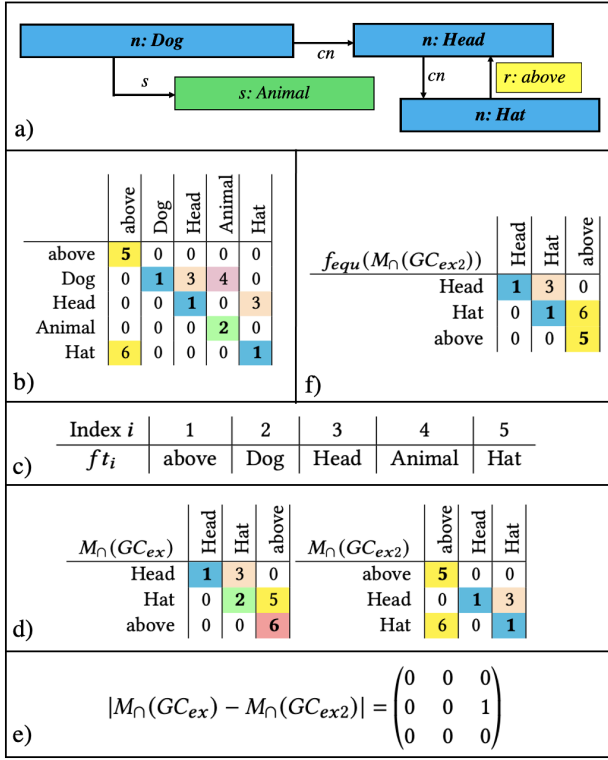 n: Dog
cn
n: Head
s
s: Animal
cn
r: above
n: Hat
a)
above Dog Head Animal Hat
above 5 0 0 0 0
Dog 0 1 3 4 0
Head 0 0 1 0 3
Animal 0 0 0 2 0
Hat 6 0 0 0 1
b)
f_equ(M∩(GC_ex2)) Head Hat above
Head 1 3 0
Hat 0 1 6
above 0 0 5
f)
Index i 1 2 3 4 5
ft_i above Dog Head Animal Hat
c)
M∩(GC_ex) Head Hat above
Head 1 3 0
Hat 0 2 5
above 0 0 6
M∩(GC_ex2) above Head Hat
above 5 0 0
Head 0 1 3
Hat 6 0 1
d)
|M∩(GC_ex) − M∩(GC_ex2)| =
0 0 0
0 0 1
0 0 0
e)